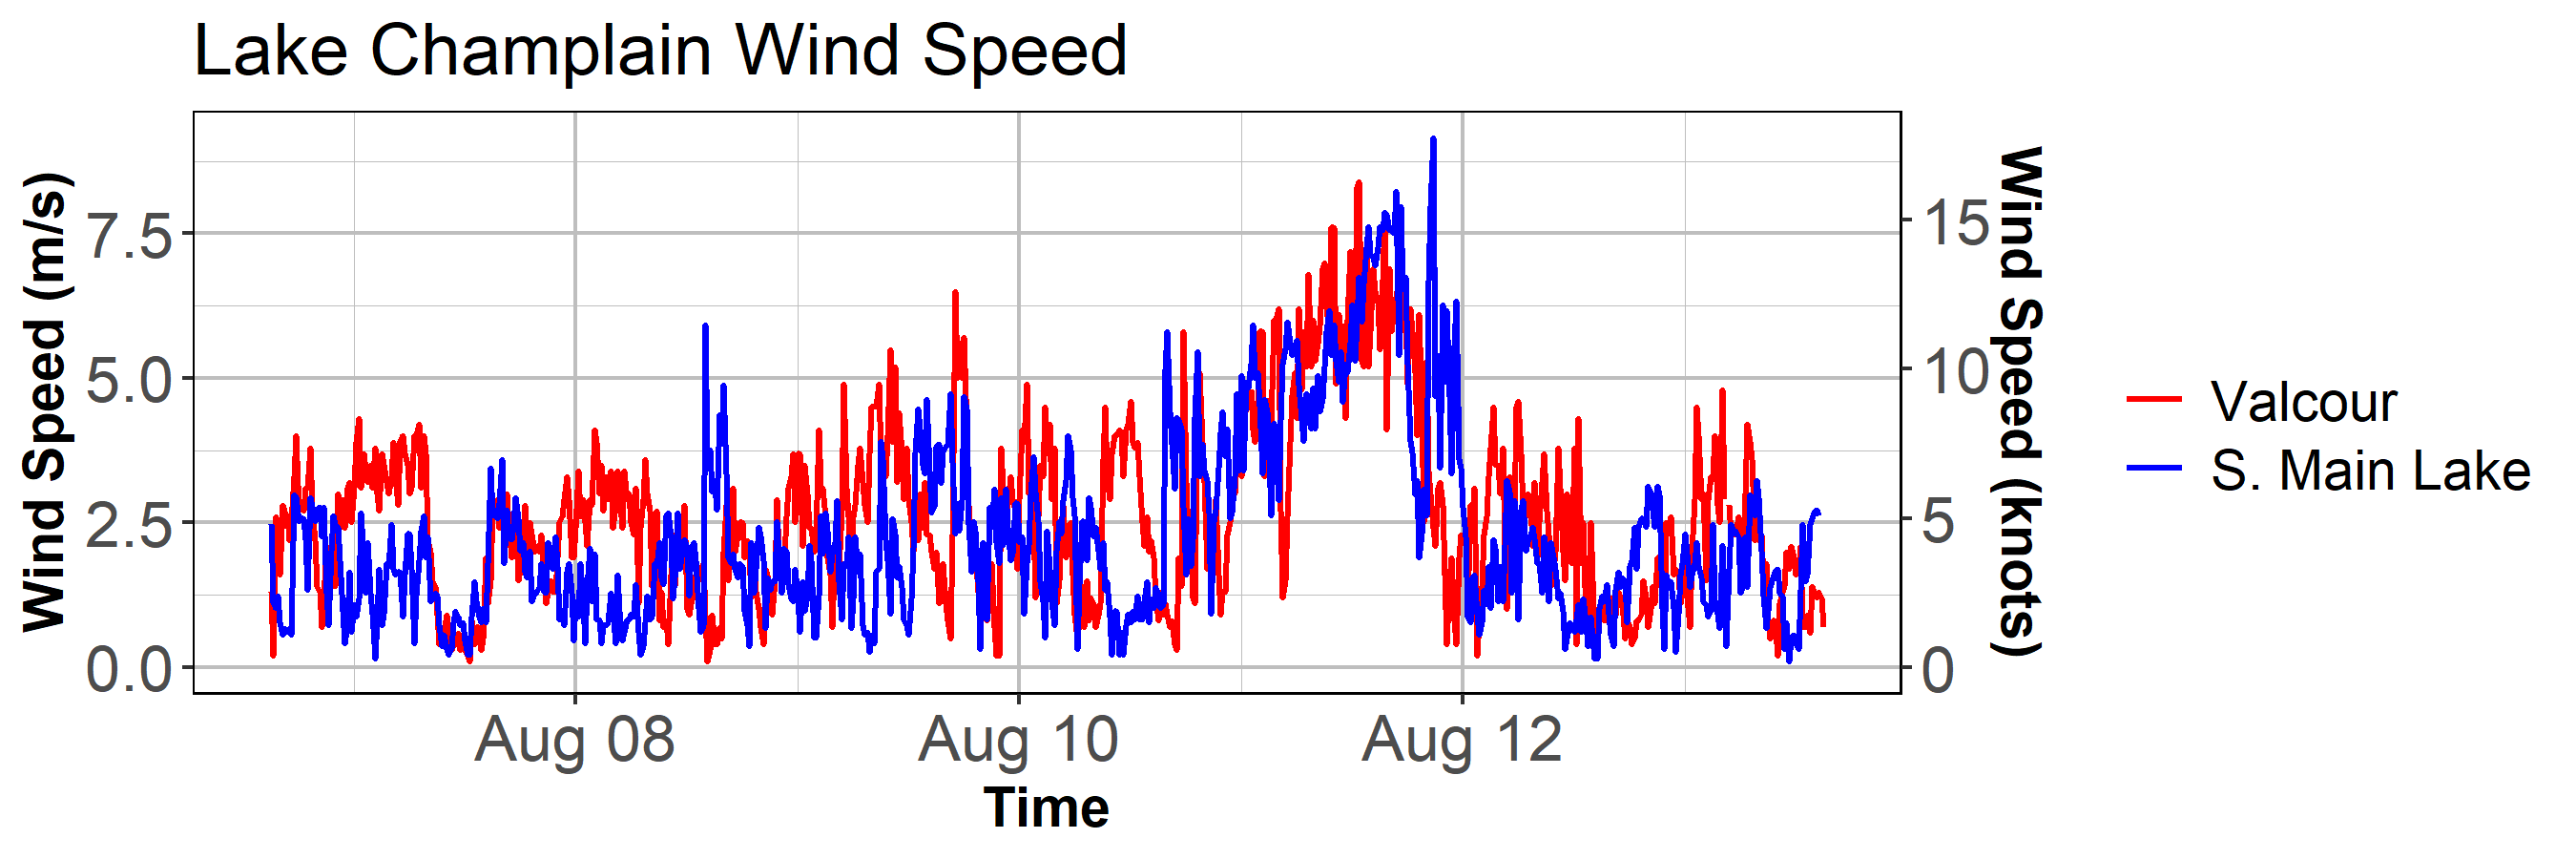 Lake Champlain Wind Speed
Wind Speed (m/s)
7.5
5.0
2.5
0.0
Wind Speed (knots)
15
10
5
0
Aug 08
Aug 10
Aug 12
Time
Valcour
S. Main Lake